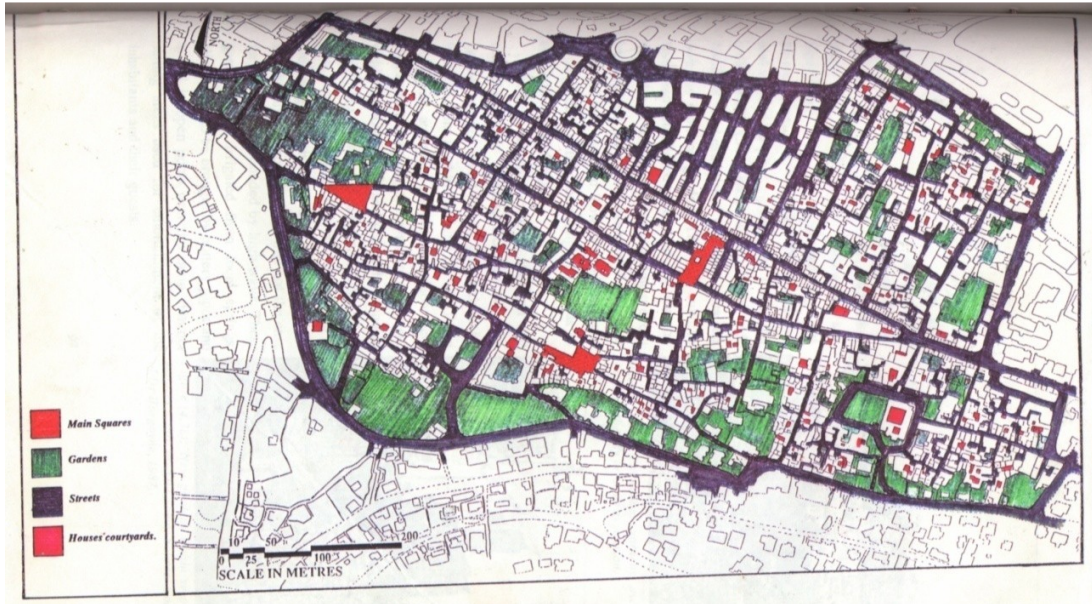 NORTH
Main Squares
Gardens
Streets
Houses'courtyards.
10 50 200
0 25 100
SCALE IN METRES